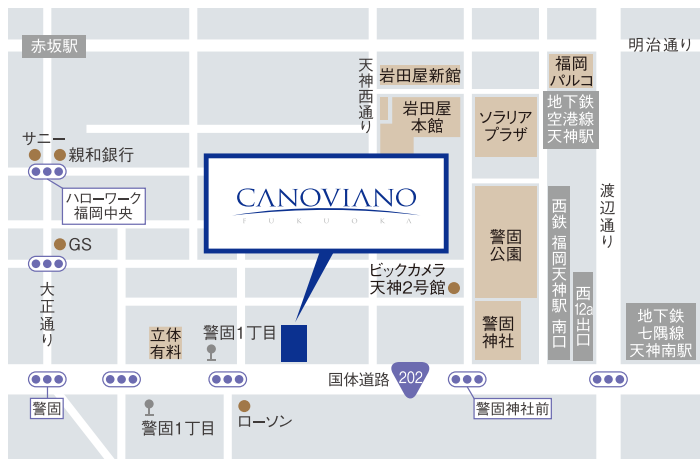 赤坂駅
明治通り
天神西通り
岩田屋新館
福岡
パルコ
岩田屋
本館
ソラリア
プラザ
地下鉄
空港線
天神駅
サニー
親和銀行
ハローワーク
福岡中央
CANOVIANO
FUKUOKA
渡辺通り
警固
公園
西鉄 福岡天神駅 南口
GS
ビックカメラ
天神2号館
西12a出口
大正通り
立体
有料
警固1丁目
警固
神社
地下鉄
七隈線
天神南駅
国体道路
202
警固
警固1丁目
ローソン
警固神社前